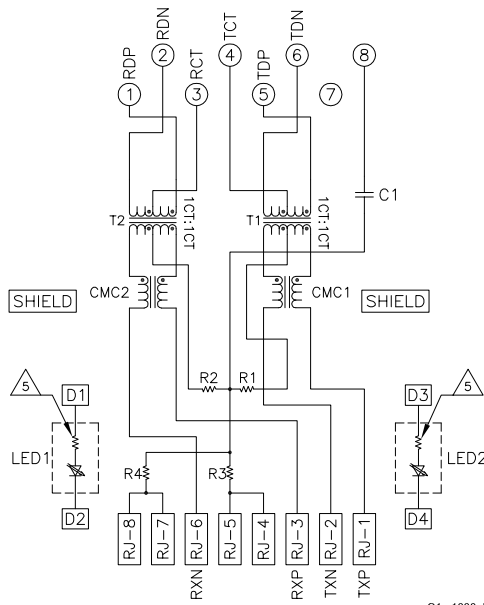 RDP
RDN
RCT
TCT
TDP
TDN
1
2
3
4
5
6
7
8
C1
T2
1CT:1CT
T1
1CT:1CT
CMC2
CMC1
SHIELD
SHIELD
R2
R1
5
D1
D3
5
LED1
LED2
R4
R3
D2
D4
RJ-8
RJ-7
RJ-6
RJ-5
RJ-4
RJ-3
RJ-2
RJ-1
RXN
RXP
TXN
TXP